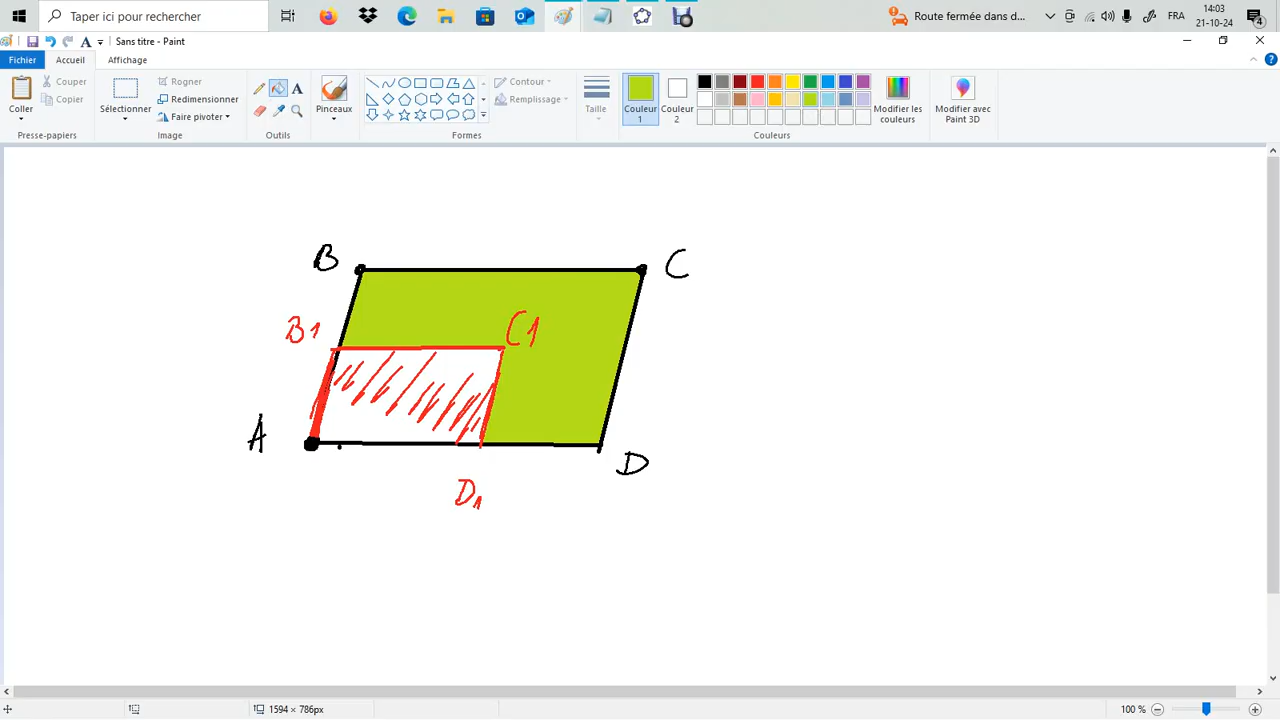 Taper ici pour rechercher
Route fermée dans d...
FRA
14:03
21-10-24
4
Sans titre - Paint
Fichier
Accueil
Affichage
Coller
Couper
Copier
Presse-papiers
Sélectionner
Rogner
Redimensionner
Faire pivoter
Image
A
Outils
Pinceaux
Formes
Contour
Remplissage
Taille
Couleur
1
Couleur
2
Couleurs
Modifier les
couleurs
Modifier avec
Paint 3D
B
C
B1
C1
A
D
D1
1594 × 786px
100 %